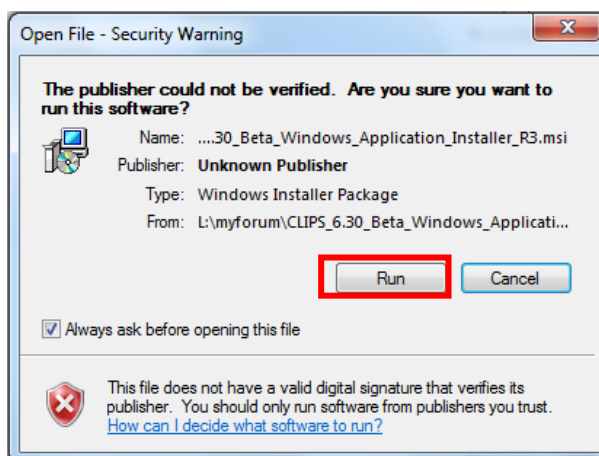 Open File - Security Warning
The publisher could not be verified. Are you sure you want to
run this software?
Name: ....30_Beta_Windows_Application_Installer_R3.msi
Publisher: Unknown Publisher
Type: Windows Installer Package
From: L:\myforum\CLIPS_6.30_Beta_Windows_Applicati...
Run Cancel
Always ask before opening this file
This file does not have a valid digital signature that verifies its
publisher. You should only run software from publishers you trust.
How can I decide what software to run?